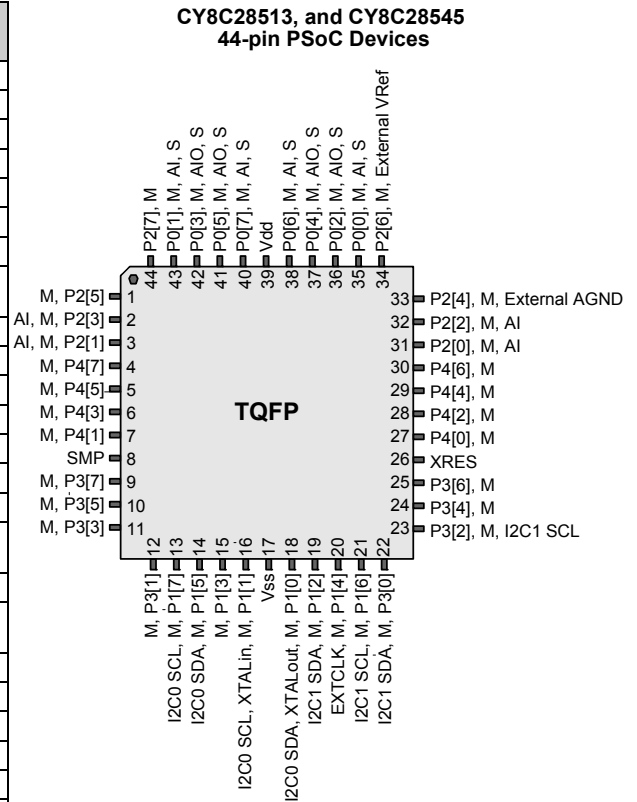 CY8C28513, and CY8C28545
44-pin PSoC Devices
P2[7], M
P0[1], M, AI, S
P0[3], M, AIO, S
P0[5], M, AIO, S
P0[7], M, AI, S
Vdd
P0[6], M, AI, S
P0[4], M, AIO, S
P0[2], M, AIO, S
P0[0], M, AI, S
P2[6], M, External VRef
44
43
42
41
40
39
38
37
36
35
34
M, P2[5]
1
AI, M, P2[3]
2
AI, M, P2[1]
3
M, P4[7]
4
M, P4[5]
5
M, P4[3]
6
M, P4[1]
7
SMP
8
M, P3[7]
9
M, P3[5]
10
M, P3[3]
11
TQFP
33
P2[4], M, External AGND
32
P2[2], M, AI
31
P2[0], M, AI
30
P4[6], M
29
P4[4], M
28
P4[2], M
27
P4[0], M
26
XRES
25
P3[6], M
24
P3[4], M
23
P3[2], M, I2C1 SCL
12
13
14
15
16
17
18
19
20
21
22
M, P3[1]
I2C0 SCL, M, P1[7]
I2C0 SDA, M, P1[5]
M, P1[3]
I2C0 SCL, XTALin, M, P1[1]
Vss
I2C0 SDA, XTALout, M, P1[0]
I2C1 SDA, M, P1[2]
EXTCLK, M, P1[4]
I2C1 SCL, M, P1[6]
I2C1 SDA, M, P3[0]